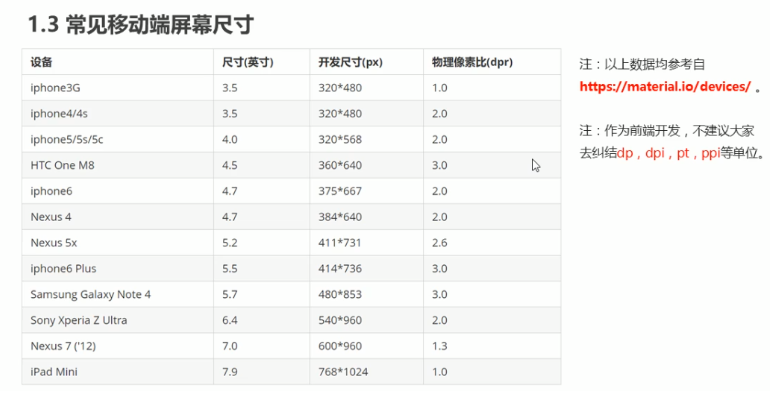 1.3 常见移动端屏幕尺寸
设备 尺寸(英寸) 开发尺寸(px) 物理像素比(dpr)
iphone3G 3.5 320*480 1.0
iphone4/4s 3.5 320*480 2.0
iphone5/5s/5c 4.0 320*568 2.0
HTC One M8 4.5 360*640 3.0
iphone6 4.7 375*667 2.0
Nexus 4 4.7 384*640 2.0
Nexus 5x 5.2 411*731 2.6
iphone6 Plus 5.5 414*736 3.0
Samsung Galaxy Note 4 5.7 480*853 3.0
Sony Xperia Z Ultra 6.4 540*960 2.0
Nexus 7 ('12) 7.0 600*960 1.3
iPad Mini 7.9 768*1024 1.0
注：以上数据均参考自
https://material.io/devices/ 。
注：作为前端开发，不建议大家
去纠结dp，dpi，pt，ppi等单位。